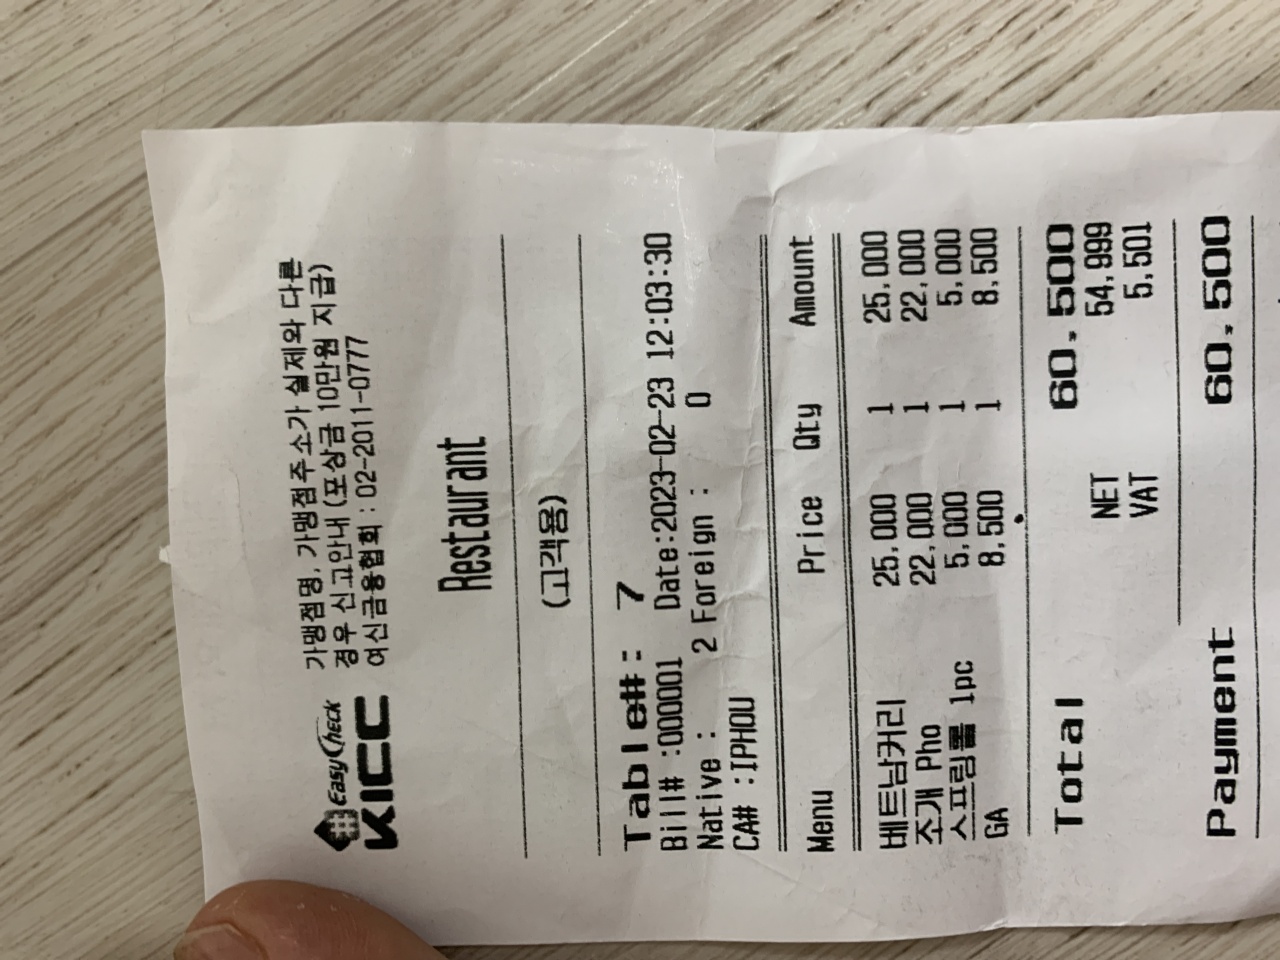 EasyCheck
KICC
가맹점명, 가맹점주소가 실제와 다른
경우 신고안내 (포상금 10만원 지급)
여신금융협회 : 02-2011-0777
Restaurant
(고객용)
Table#: 7
Bill# :000001 Date:2023-02-23 12:03:30
Native : 2 Foreign : 0
CA# :IPHOU
Menu Price Qty Amount
베트남커리 25,000 1 25,000
조개 Pho 22,000 1 22,000
스프링롤 1pc 5,000 1 5,000
GA 8,500 1 8,500
Total 60,500
NET 54,999
VAT 5,501
Payment 60,500